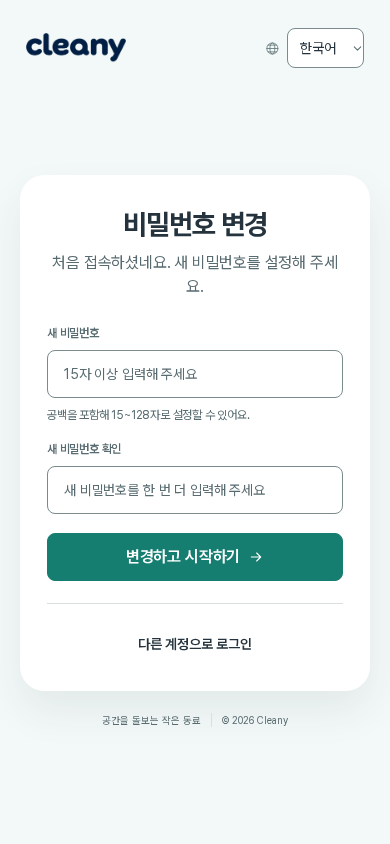 cleany
한국어
비밀번호 변경
처음 접속하셨네요. 새 비밀번호를 설정해 주세
요.
새 비밀번호
15자 이상 입력해 주세요
공백을 포함해 15~128자로 설정할 수 있어요.
새 비밀번호 확인
새 비밀번호를 한 번 더 입력해 주세요
변경하고 시작하기 →
다른 계정으로 로그인
공간을 돌보는 작은 동료 © 2026 Cleany